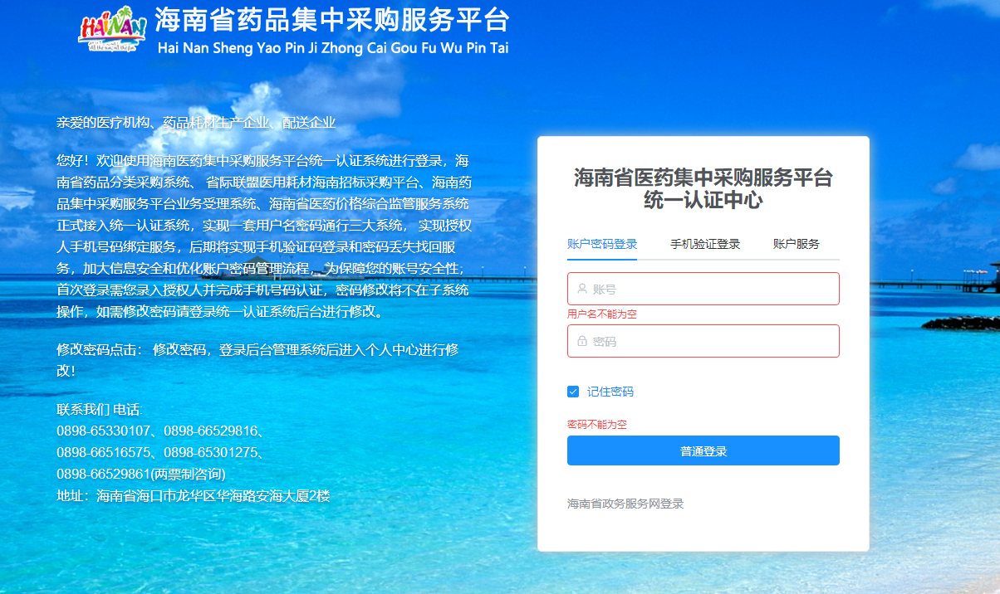 HAINAN
海南省药品集中采购服务平台
Hai Nan Sheng Yao Pin Ji Zhong Cai Gou Fu Wu Pin Tai
亲爱的医疗机构、药品耗材生产企业、配送企业
您好！欢迎使用海南医药集中采购服务平台统一认证系统进行登录，海
南省药品分类采购系统、 省际联盟医用耗材海南招标采购平台、海南药
品集中采购服务平台业务受理系统、海南省医药价格综合监管服务系统
正式接入统一认证系统，实现一套用户名密码通行三大系统， 实现授权
人手机号码绑定服务，后期将实现手机验证码登录和密码丢失找回服
务，加大信息安全和优化账户密码管理流程，为保障您的账号安全性；
首次登录需您录入授权人并完成手机号码认证，密码修改将不在子系统
操作，如需修改密码请登录统一认证系统后台进行修改。
修改密码点击： 修改密码，登录后台管理系统后进入个人中心进行修
改！
联系我们 电话:
0898-65330107、0898-66529816、
0898-66516575、0898-65301275、
0898-66529861(两票制咨询)
地址：海南省海口市龙华区华海路安海大厦2楼
海南省医药集中采购服务平台
统一认证中心
账户密码登录 手机验证登录 账户服务
账号
用户名不能为空
密码
记住密码
密码不能为空
普通登录
海南省政务服务网登录